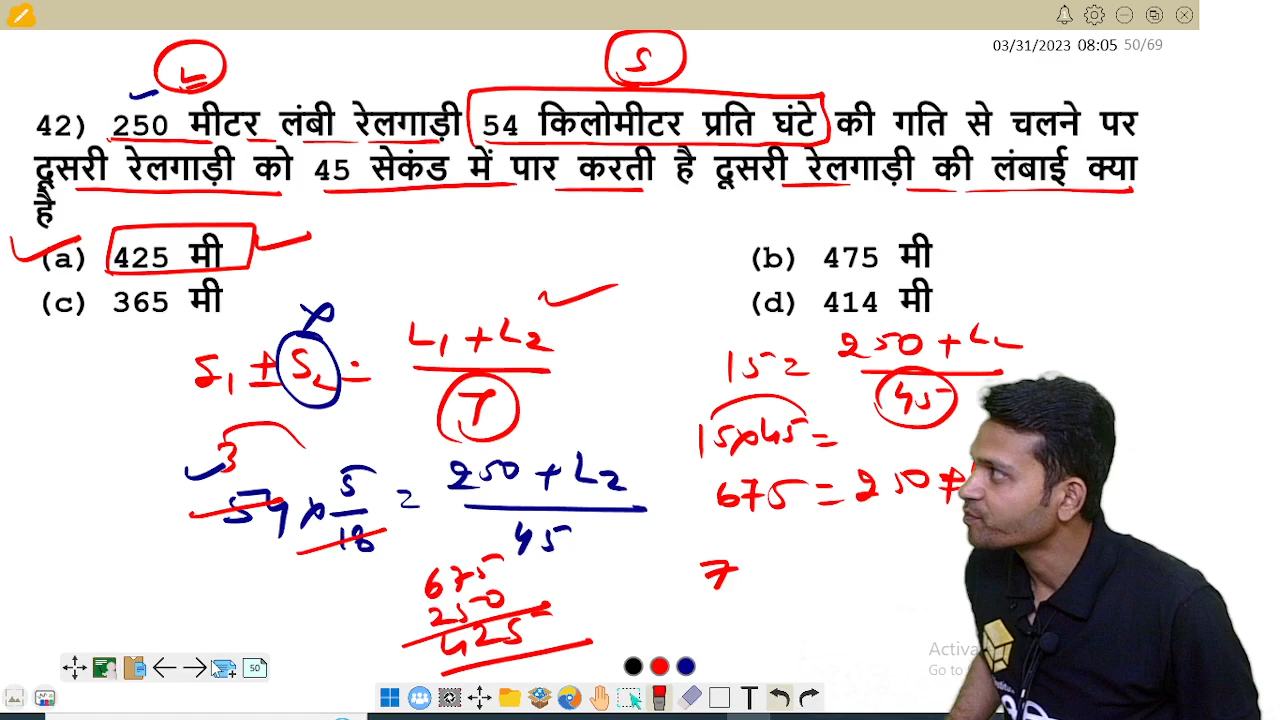 03/31/2023 08:05 50/69
L
S
42) 250 मीटर लंबी रेलगाड़ी 54 किलोमीटर प्रति घंटे की गति से चलने पर
दूसरी रेलगाड़ी को 45 सेकंड में पार करती है दूसरी रेलगाड़ी की लंबाई क्या
है
(a) 425 मी
(b) 475 मी
(c) 365 मी
(d) 414 मी
S₁ ± S₂ = L₁ + L₂ / T
3
54 × 5/18 = 250 + L₂ / 45
675
250
425
15 = 250 + L₂ / 45
15×45 =
675 = 250 +
7
Activa
Go to
50